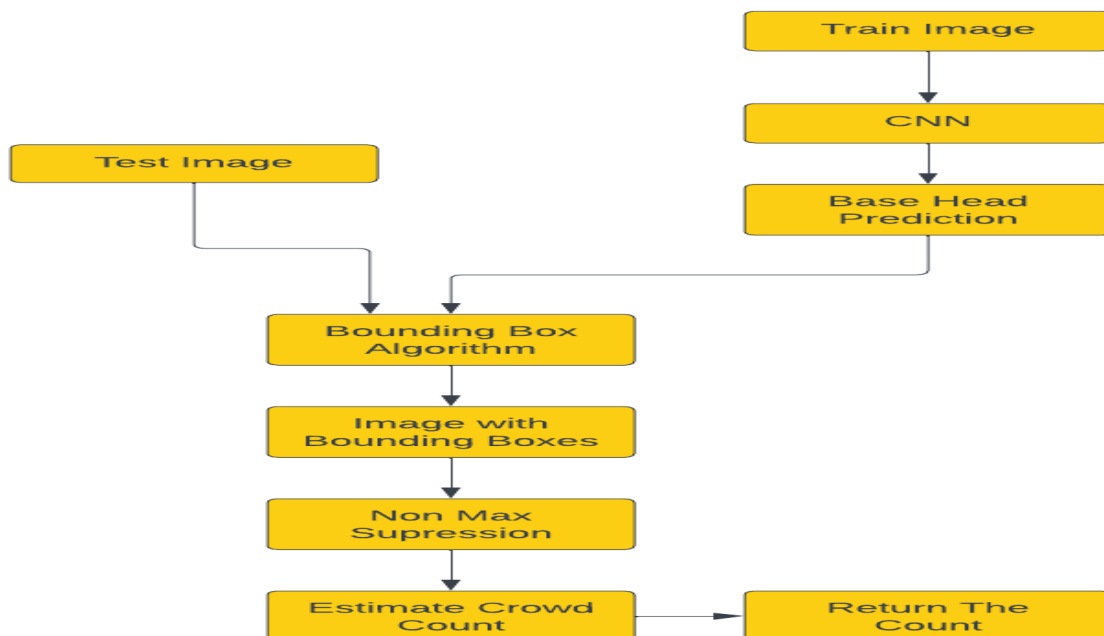 Train Image
CNN
Test Image
Base Head
Prediction
Bounding Box
Algorithm
Image with
Bounding Boxes
Non Max
Supression
Estimate Crowd
Count
Return The
Count